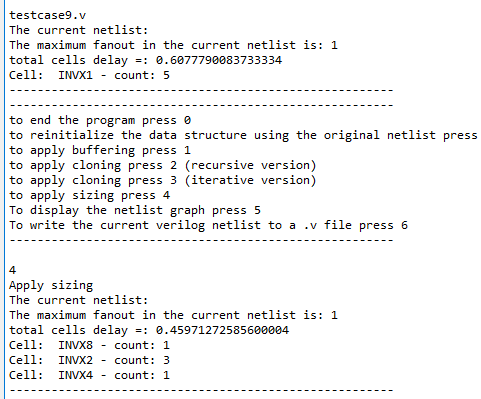 testcase9.v
The current netlist:
The maximum fanout in the current netlist is: 1
total cells delay =: 0.6077790083733334
Cell:  INVX1 - count: 5
-------------------------------------------------------
-------------------------------------------------------
to end the program press 0
to reinitialize the data structure using the original netlist press
to apply buffering press 1
to apply cloning press 2 (recursive version)
to apply cloning press 3 (iterative version)
to apply sizing press 4
To display the netlist graph press 5
To write the current verilog netlist to a .v file press 6
-------------------------------------------------------
4
Apply sizing
The current netlist:
The maximum fanout in the current netlist is: 1
total cells delay =: 0.45971272585600004
Cell:  INVX8 - count: 1
Cell:  INVX2 - count: 3
Cell:  INVX4 - count: 1
-------------------------------------------------------